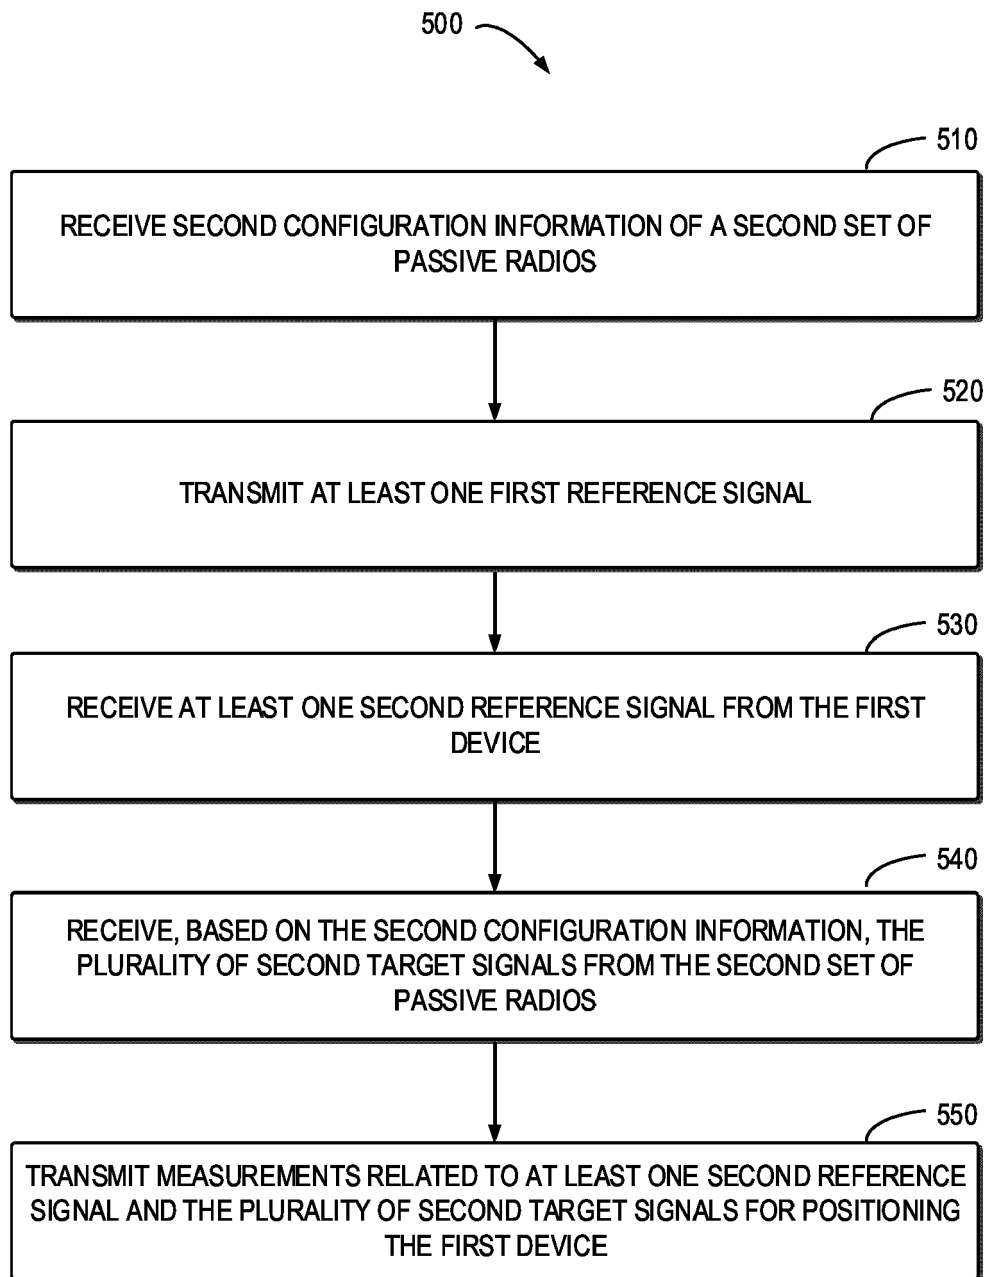 500
510
RECEIVE SECOND CONFIGURATION INFORMATION OF A SECOND SET OF
PASSIVE RADIOS
520
TRANSMIT AT LEAST ONE FIRST REFERENCE SIGNAL
530
RECEIVE AT LEAST ONE SECOND REFERENCE SIGNAL FROM THE FIRST
DEVICE
540
RECEIVE, BASED ON THE SECOND CONFIGURATION INFORMATION, THE
PLURALITY OF SECOND TARGET SIGNALS FROM THE SECOND SET OF
PASSIVE RADIOS
550
TRANSMIT MEASUREMENTS RELATED TO AT LEAST ONE SECOND REFERENCE
SIGNAL AND THE PLURALITY OF SECOND TARGET SIGNALS FOR POSITIONING
THE FIRST DEVICE